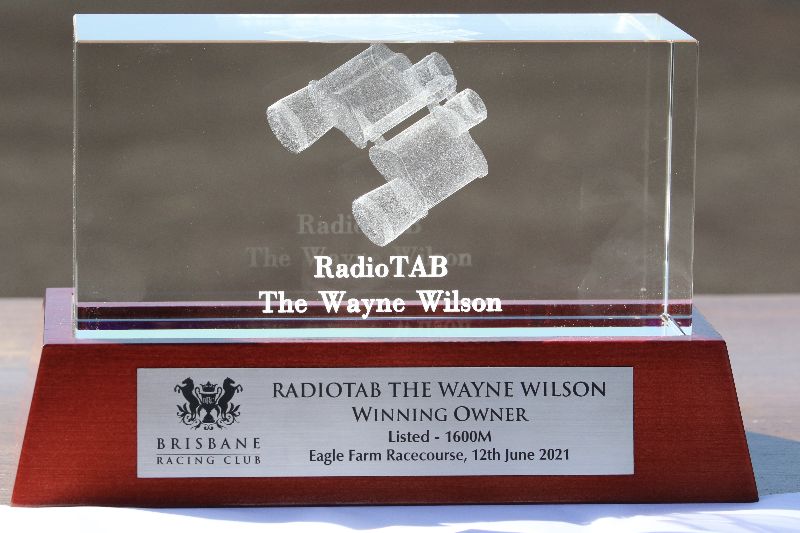 RadioTAB
The Wayne Wilson
RADIOTAB THE WAYNE WILSON
WINNING OWNER
Listed - 1600M
Eagle Farm Racecourse, 12th June 2021
BRISBANE
RACING CLUB